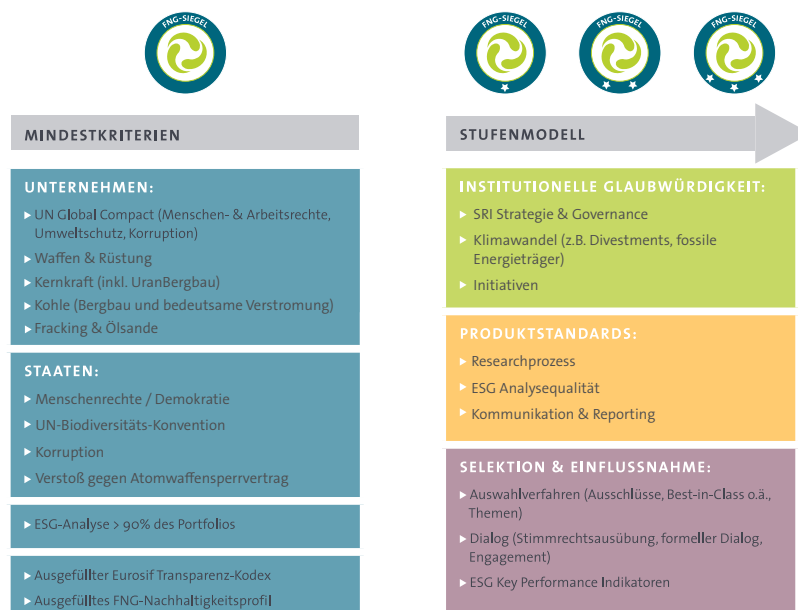 FNG-SIEGEL
MINDESTKRITERIEN
UNTERNEHMEN:
UN Global Compact (Menschen- & Arbeitsrechte,
Umweltschutz, Korruption)
Waffen & Rüstung
Kernkraft (inkl. UranBergbau)
Kohle (Bergbau und bedeutsame Verstromung)
Fracking & Ölsande
STAATEN:
Menschenrechte / Demokratie
UN-Biodiversitäts-Konvention
Korruption
Verstoß gegen Atomwaffensperrvertrag
ESG-Analyse > 90% des Portfolios
Ausgefüllter Eurosif Transparenz-Kodex
Ausgefülltes FNG-Nachhaltigkeitsprofil
FNG-SIEGEL
FNG-SIEGEL
FNG-SIEGEL
STUFENMODELL
INSTITUTIONELLE GLAUBWÜRDIGKEIT:
SRI Strategie & Governance
Klimawandel (z.B. Divestments, fossile
Energieträger)
Initiativen
PRODUKTSTANDARDS:
Researchprozess
ESG Analysequalität
Kommunikation & Reporting
SELEKTION & EINFLUSSNAHME:
Auswahlverfahren (Ausschlüsse, Best-in-Class o.ä.,
Themen)
Dialog (Stimmrechtsausübung, formeller Dialog,
Engagement)
ESG Key Performance Indikatoren